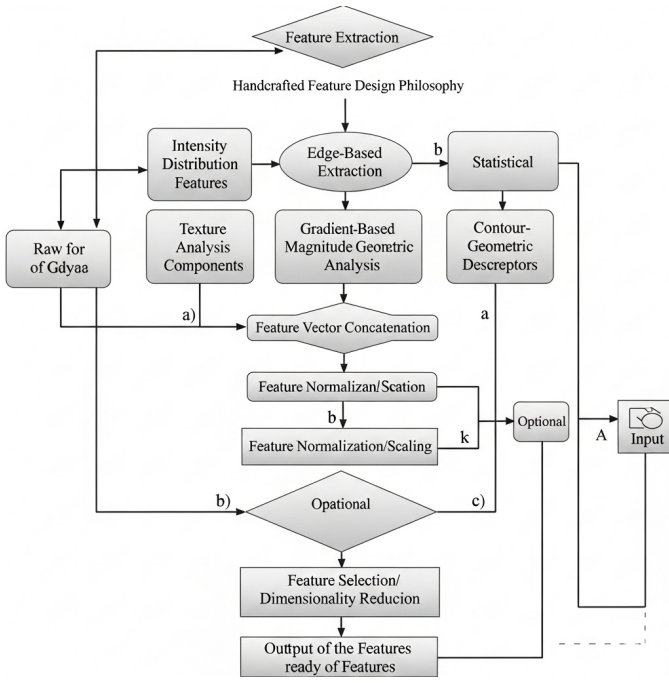 Feature Extraction
Handcrafted Feature Design Philosophy
Intensity
Distribution
Features
Edge-Based
Extraction
b
Statistical
Raw for
of Gdyaa
Texture
Analysis
Components
Gradient-Based
Magnitude Geometric
Analysis
Contour-
Geometric
Descreptors
a)
Feature Vector Concatenation
a
Feature Normalizan/Scation
b
Feature Normalization/Scaling
k
Optional
A
Input
b)
Opational
c)
Feature Selection/
Dimensionality Reducion
Outtput of the Features
ready of Features